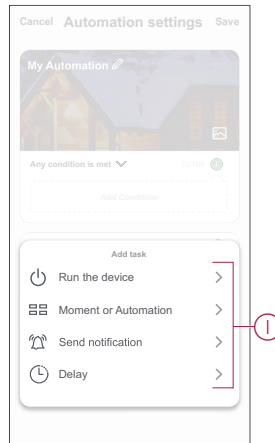 Cancel Automation settings Save
My Automation
Any condition is met
Add Condition
Add task
Run the device
Moment or Automation
Send notification
Delay